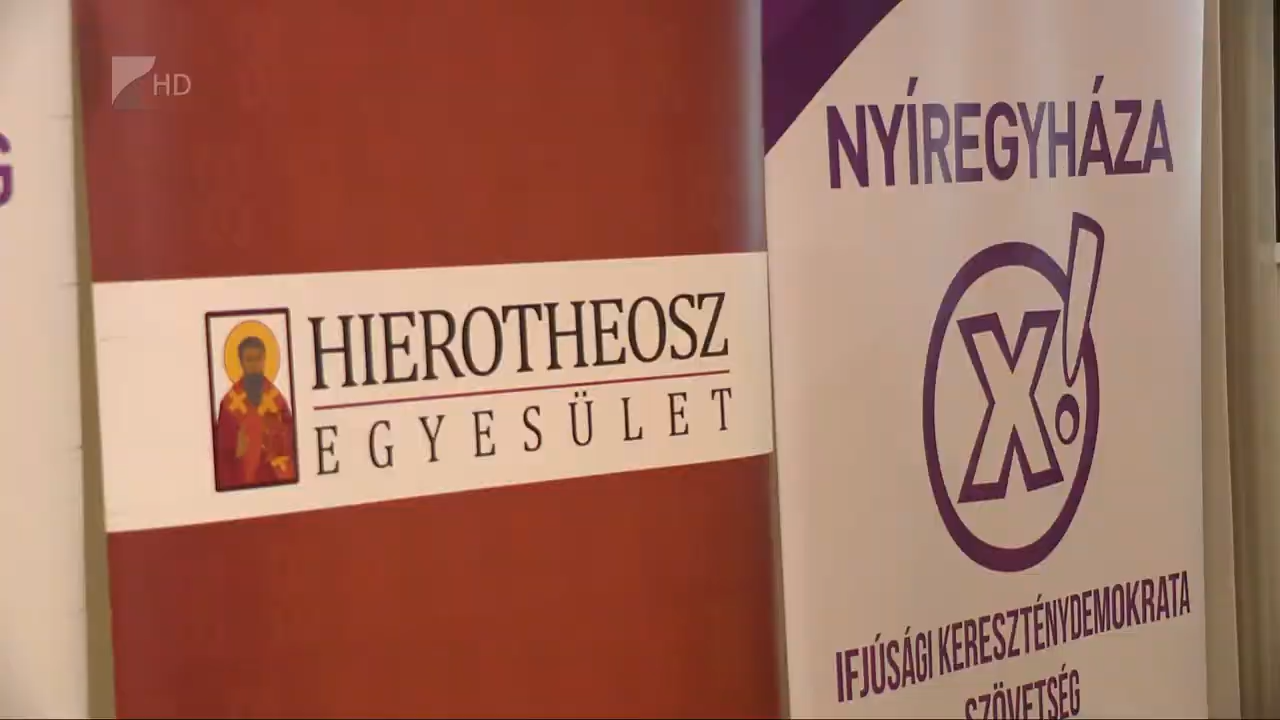 HD
HIEROTHEOSZ
EGYESÜLET
NYÍREGYHÁZA
X!
IFJÚSÁGI KERESZTÉNYDEMOKRATA
SZÖVETSÉG